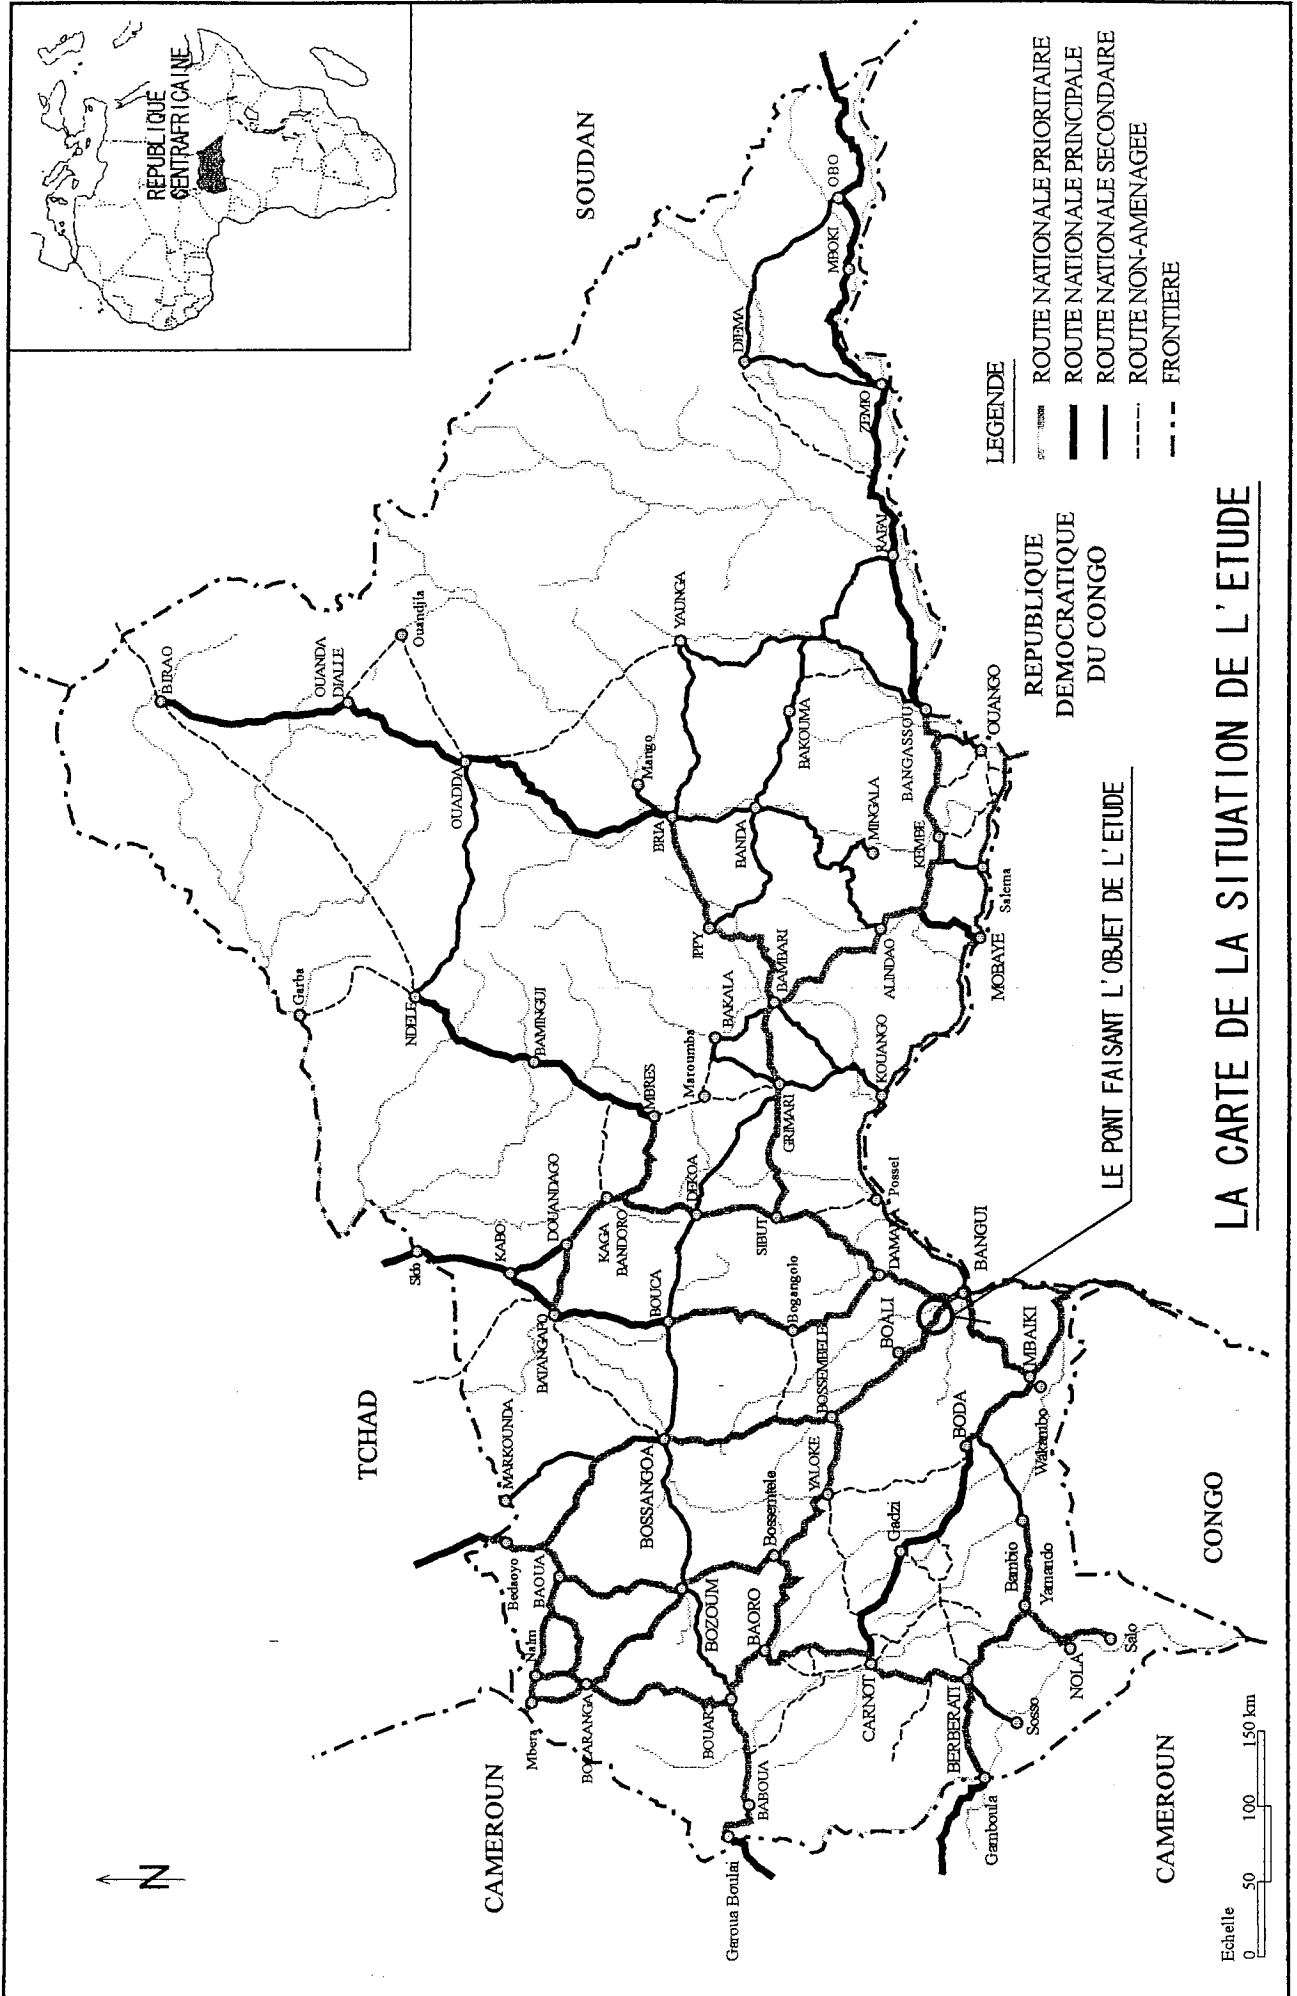 REPUBLIQUE
CENTRAFRICAINE
SOUDAN
TCHAD
CAMEROUN
CAMEROUN
CONGO
REPUBLIQUE
DEMOCRATIQUE
DU CONGO
N
BIRAO
OUANDA
DIALLE
Ouandjia
OUADDA
Garba
NDELE
BAMINGUI
MBRES
Maroumba
BAKALA
Mango
BRIA
YAUNGA
IPPY
BANDA
BAKOUMA
MINGALA
BAMBARI
GRIMARI
ALINDAO
KOUANGO
KEMBE
BANGASSOU
OUANGO
MOBAYE
Salema
RAFAI
ZEMIO
DJEMA
MBOKI
OBO
Sido
KABO
DOUANDAGO
KAGA
BANDORO
BATANGAFO
DEKOA
BOUCA
SIBUT
Possel
Bogangolo
DAMARA
BANGUI
BOALI
BOSSEMBELE
MBAIKI
Wakombo
BODA
YALOKE
Bossemtele
BOSSANGOA
MARKOUNDA
Bedaoyo
BAOUA
Naim
Mbere
BOZOUM
BAORO
BOUAR
BABOUA
Garoua Boulai
Gadzi
CARNOT
BERBERATI
Gamboula
Sosso
NOLA
Salo
Bambio
Yamando
LE PONT FAISANT L'OBJET DE L'ETUDE
LEGENDE
ROUTE NATIONALE PRIORITAIRE
ROUTE NATIONALE PRINCIPALE
ROUTE NATIONALE SECONDAIRE
ROUTE NON-AMENAGEE
FRONTIERE
Echelle
0 50 100 150 km
LA CARTE DE LA SITUATION DE L'ETUDE